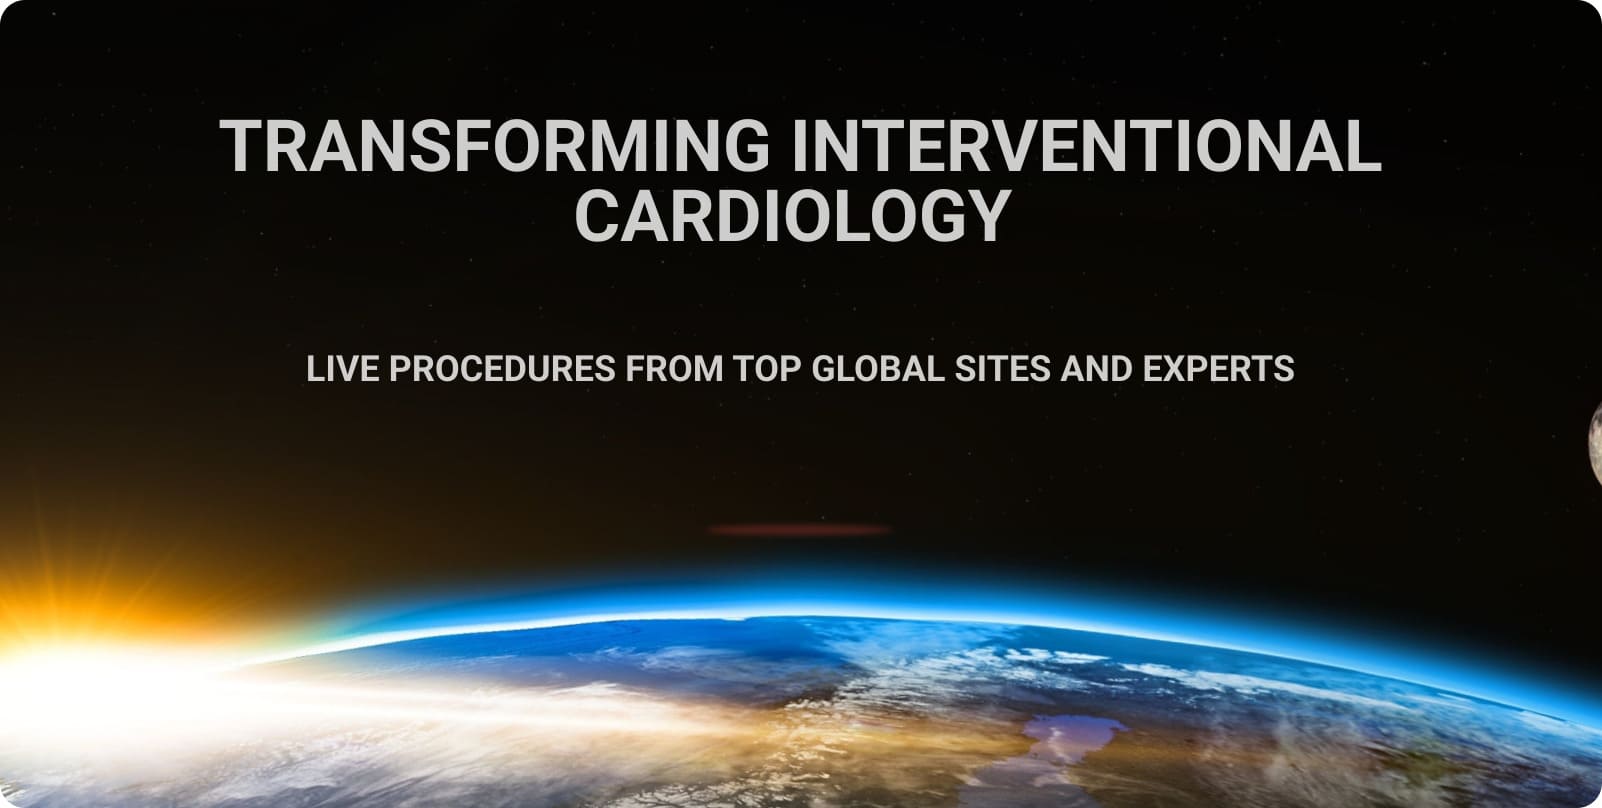 TRANSFORMING INTERVENTIONAL
CARDIOLOGY
LIVE PROCEDURES FROM TOP GLOBAL SITES AND EXPERTS